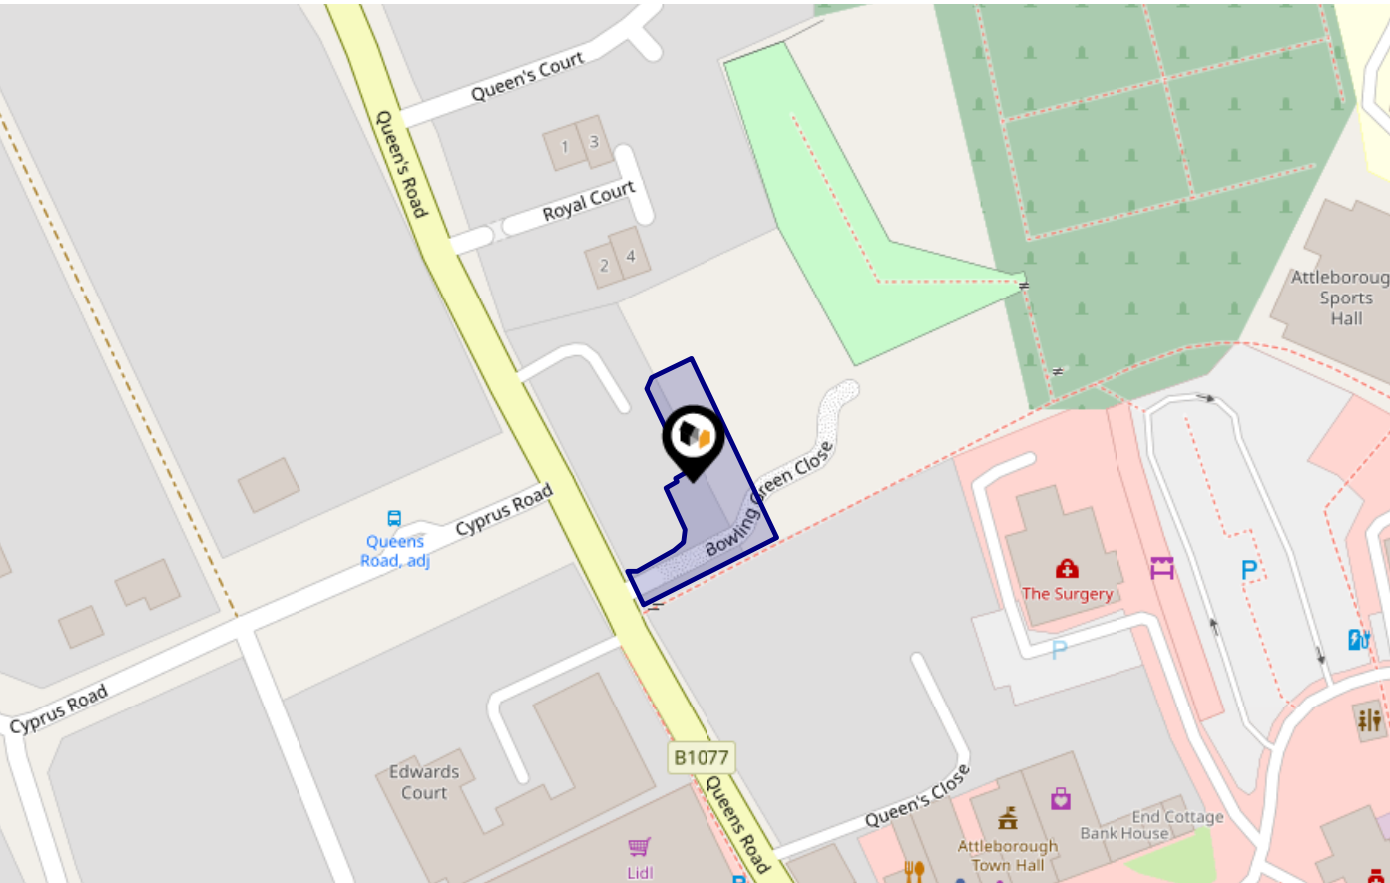 Queen's Court
Queen's Road
1
3
Royal Court
2
4
Attleboroug
Sports
Hall
Bowling Green Close
Cyprus Road
Queens
Road, adj
The Surgery
P
P
Cyprus Road
B1077
Edwards
Court
Queens Road
Queen's Close
End Cottage
Bank House
Attleborough
Town Hall
Lidl